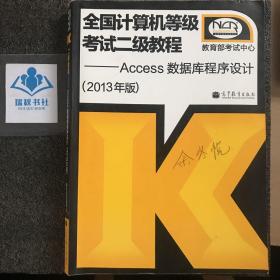 全国计算机等级
考试二级教程
教育部考试中心
——Access 数据库程序设计
(2013年版)
高等教育出版社
瑞枫书社